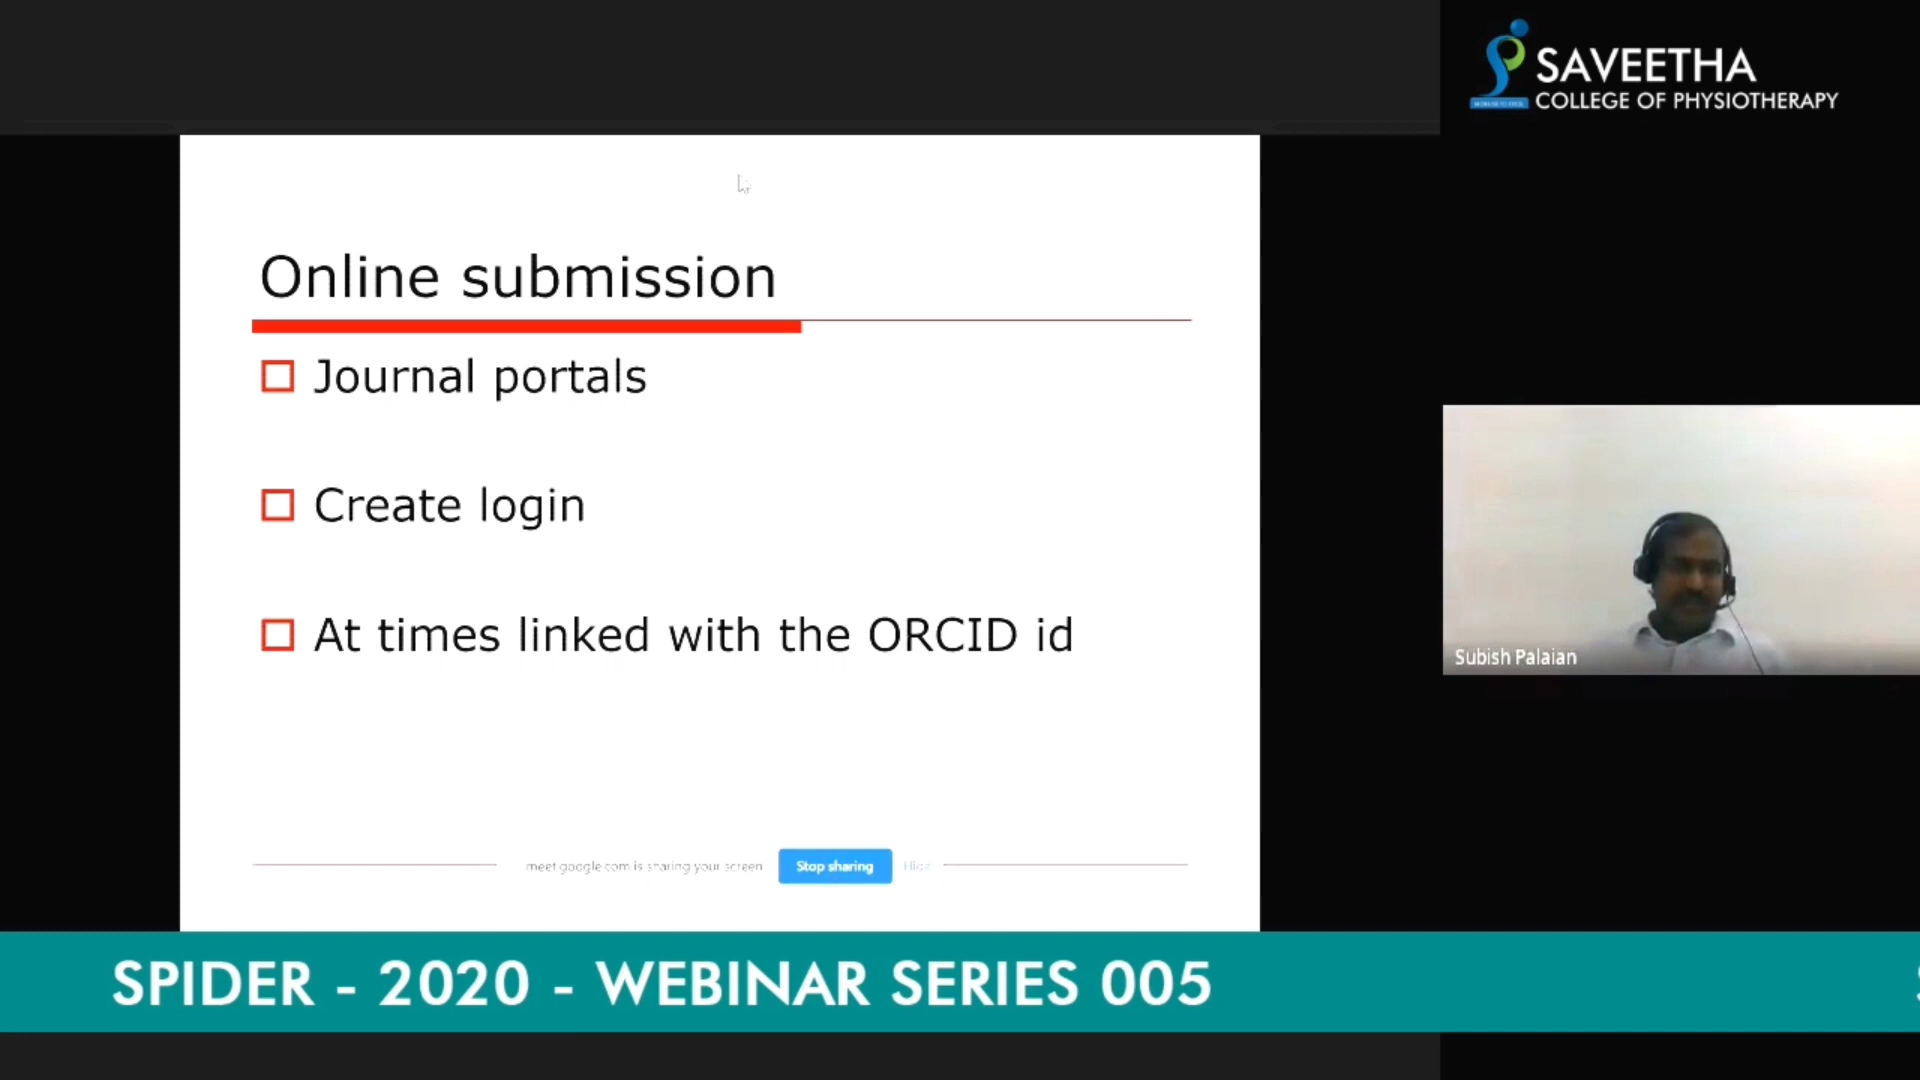 SAVEETHA
COLLEGE OF PHYSIOTHERAPY
Online submission
Journal portals
Create login
At times linked with the ORCID id
Subish Palaian
meet.google.com is sharing your screen
Stop sharing
Hide
SPIDER - 2020 - WEBINAR SERIES 005